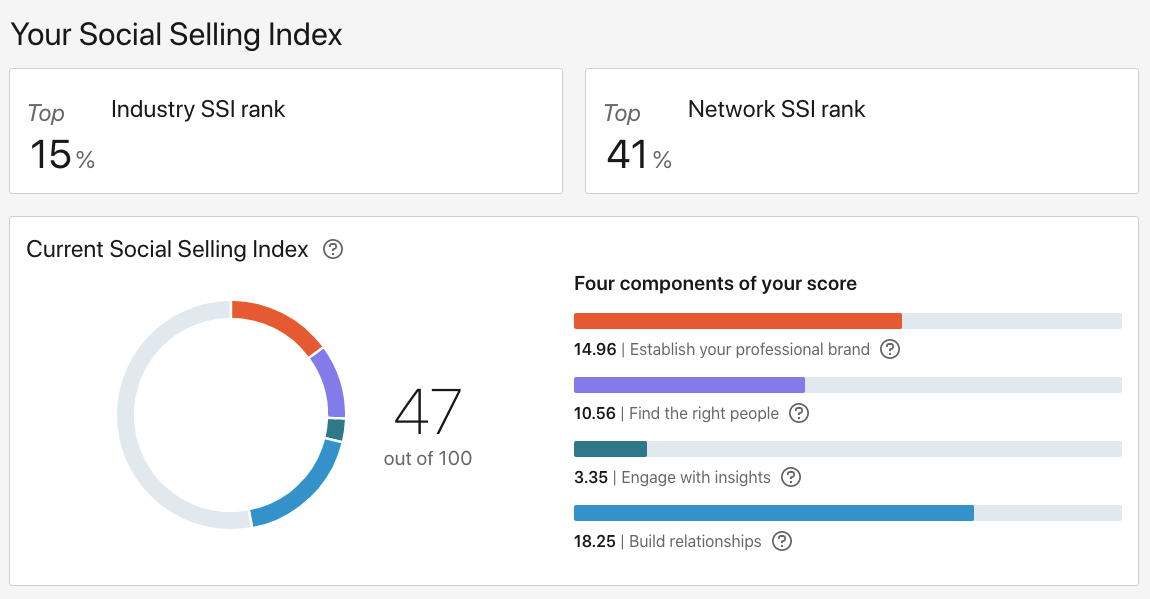 Your Social Selling Index
Top
Industry SSI rank
15 %
Top
Network SSI rank
41 %
Current Social Selling Index ?
47
out of 100
Four components of your score
14.96 | Establish your professional brand ?
10.56 | Find the right people ?
3.35 | Engage with insights ?
18.25 | Build relationships ?